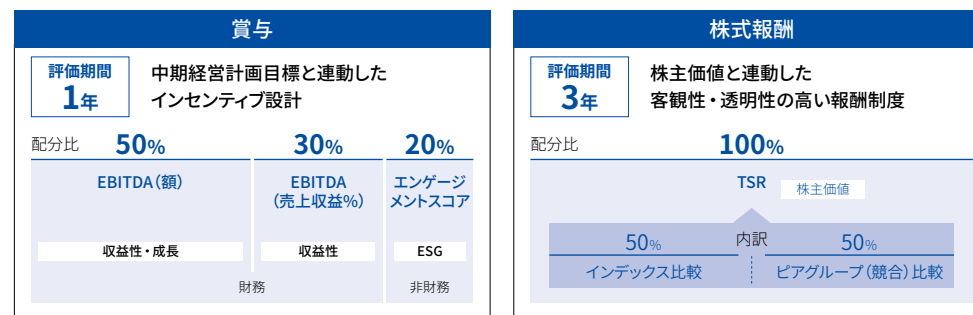 賞与
評価期間
1年
中期経営計画目標と連動した
インセンティブ設計
配分比
50%
30%
20%
EBITDA（額）
EBITDA
（売上収益%）
エンゲージ
メントスコア
収益性・成長
収益性
ESG
財務
非財務
株式報酬
評価期間
3年
株主価値と連動した
客観性・透明性の高い報酬制度
配分比
100%
TSR
株主価値
50%
内訳
50%
インデックス比較
ピアグループ（競合）比較